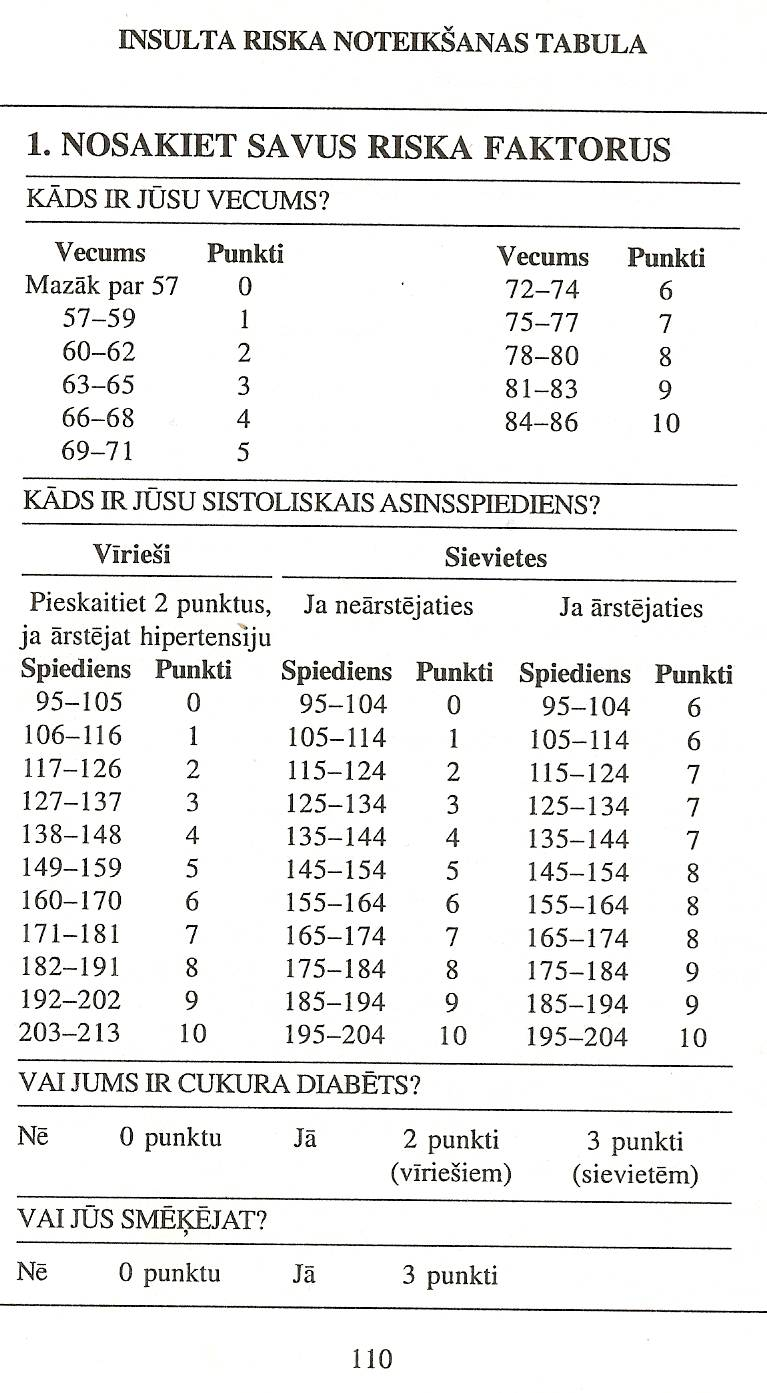 INSULTA RISKA NOTEIKŠANAS TABULA
1. NOSAKIET SAVUS RISKA FAKTORUS
KĀDS IR JŪSU VECUMS?
Vecums Punkti Vecums Punkti
Mazāk par 57 0 72–74 6
57–59 1 75–77 7
60–62 2 78–80 8
63–65 3 81–83 9
66–68 4 84–86 10
69–71 5
KĀDS IR JŪSU SISTOLISKAIS ASINSSPIEDIENS?
Vīrieši Sievietes
Pieskaitiet 2 punktus, Ja neārstējaties Ja ārstējaties
ja ārstējat hipertensiju
Spiediens Punkti Spiediens Punkti Spiediens Punkti
95–105 0 95–104 0 95–104 6
106–116 1 105–114 1 105–114 6
117–126 2 115–124 2 115–124 7
127–137 3 125–134 3 125–134 7
138–148 4 135–144 4 135–144 7
149–159 5 145–154 5 145–154 8
160–170 6 155–164 6 155–164 8
171–181 7 165–174 7 165–174 8
182–191 8 175–184 8 175–184 9
192–202 9 185–194 9 185–194 9
203–213 10 195–204 10 195–204 10
VAI JUMS IR CUKURA DIABĒTS?
Nē 0 punktu Jā 2 punkti 3 punkti
(vīriešiem) (sievietēm)
VAI JŪS SMĒĶĒJAT?
Nē 0 punktu Jā 3 punkti
110